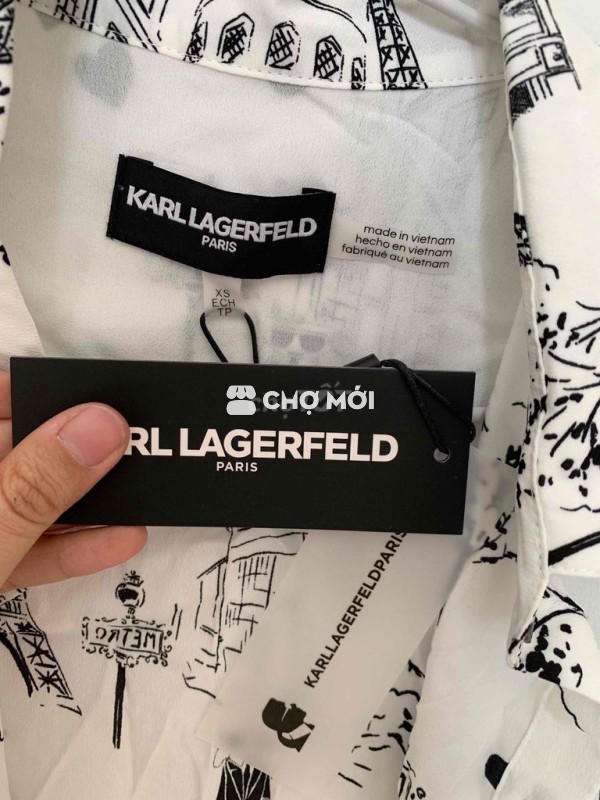 KARL LAGERFELD
PARIS
made in vietnam
hecho en vietnam
fabriqué au vietnam
XS
ECH
TP
CHỢ MỚI
RL LAGERFELD
PARIS
KARLLAGERFELDPARIS
METRO